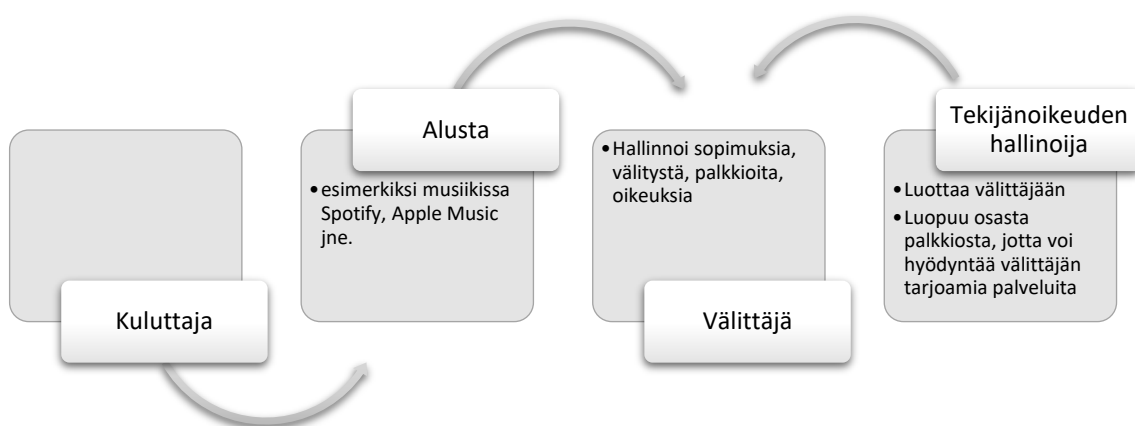 Kuluttaja
Alusta
•esimerkiksi musiikissa
Spotify, Apple Music
jne.
•Hallinnoi sopimuksia,
välitystä, palkkioita,
oikeuksia
Välittäjä
Tekijänoikeuden
hallinoija
•Luottaa välittäjään
•Luopuu osasta
palkkiosta, jotta voi
hyödyntää välittäjän
tarjoamia palveluita